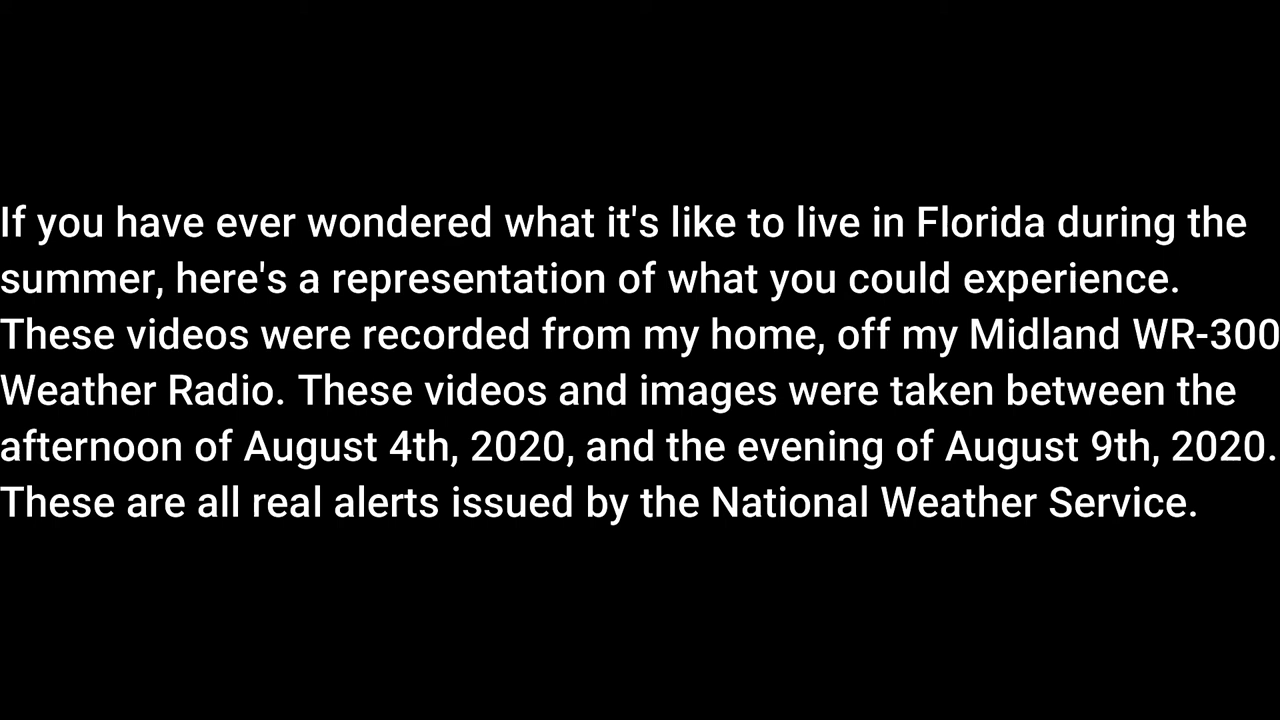 If you have ever wondered what it's like to live in Florida during the
summer, here's a representation of what you could experience.
These videos were recorded from my home, off my Midland WR-300
Weather Radio. These videos and images were taken between the
afternoon of August 4th, 2020, and the evening of August 9th, 2020.
These are all real alerts issued by the National Weather Service.